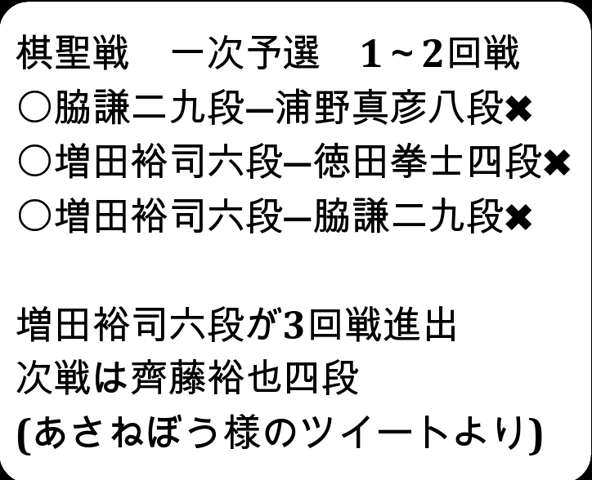 棋聖戦　一次予選　1～2回戦
○脇謙二九段―浦野真彦八段✖
○増田裕司六段―徳田拳士四段✖
○増田裕司六段―脇謙二九段✖
増田裕司六段が3回戦進出
次戦は齊藤裕也四段
(あさねぼう様のツイートより)